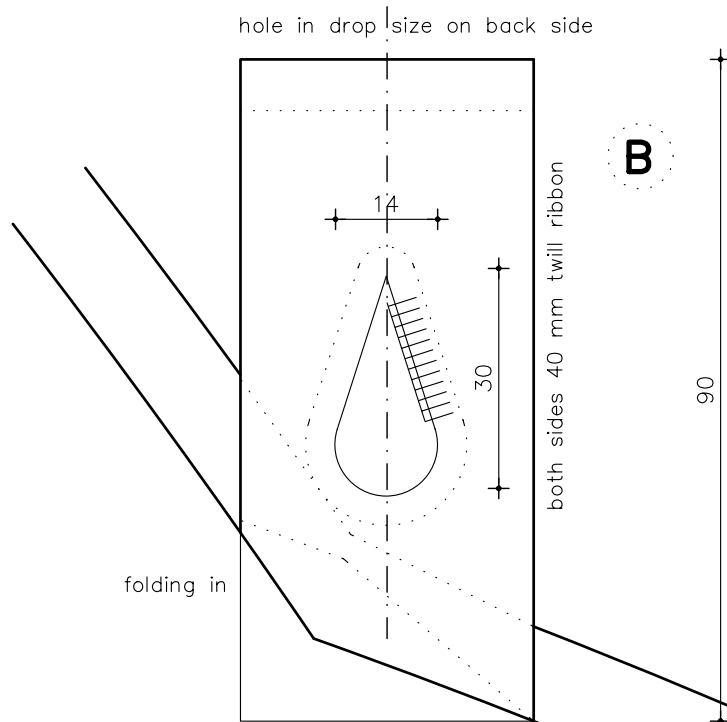 hole in drop size on back side
B
14
both sides 40 mm twill ribbon
30
90
folding in